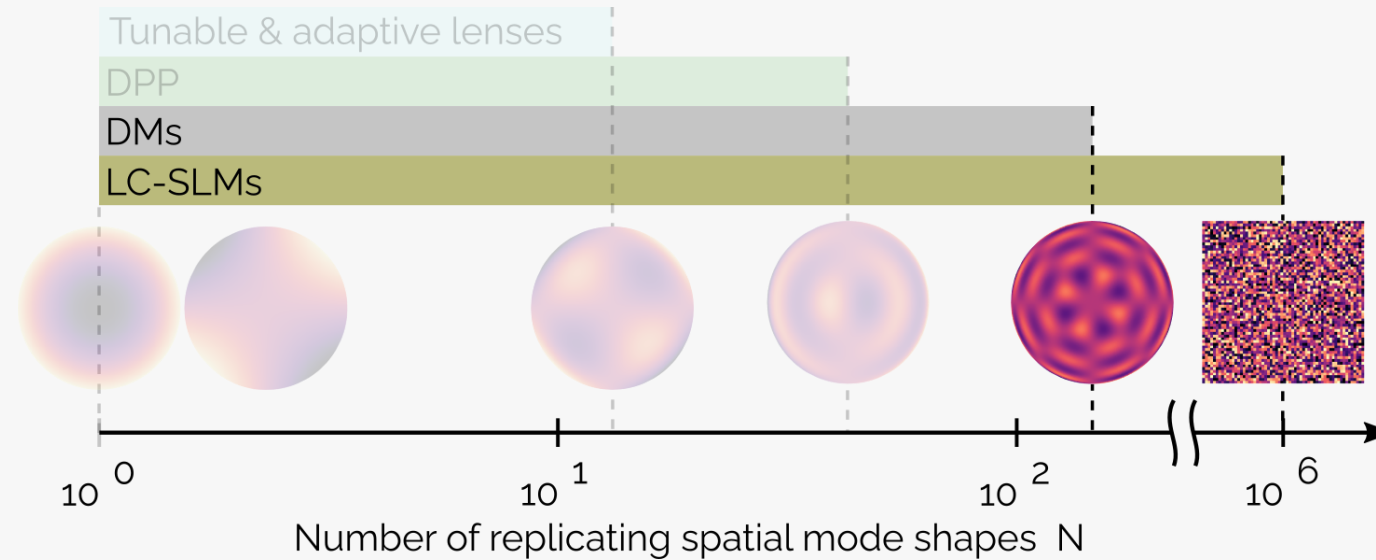 Tunable & adaptive lenses
DPP
DMs
LC-SLMs
10 0 10 1 10 2 10 6
Number of replicating spatial mode shapes N